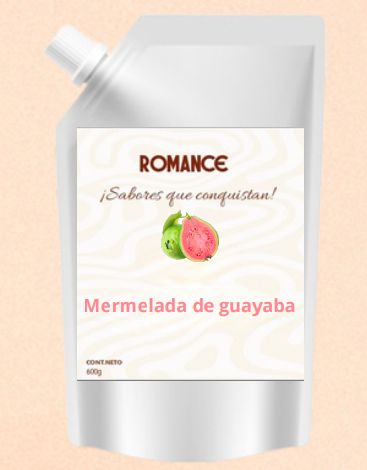 ROMANCE
¡Sabores que conquistan!
Mermelada de guayaba
CONT.NETO
600g